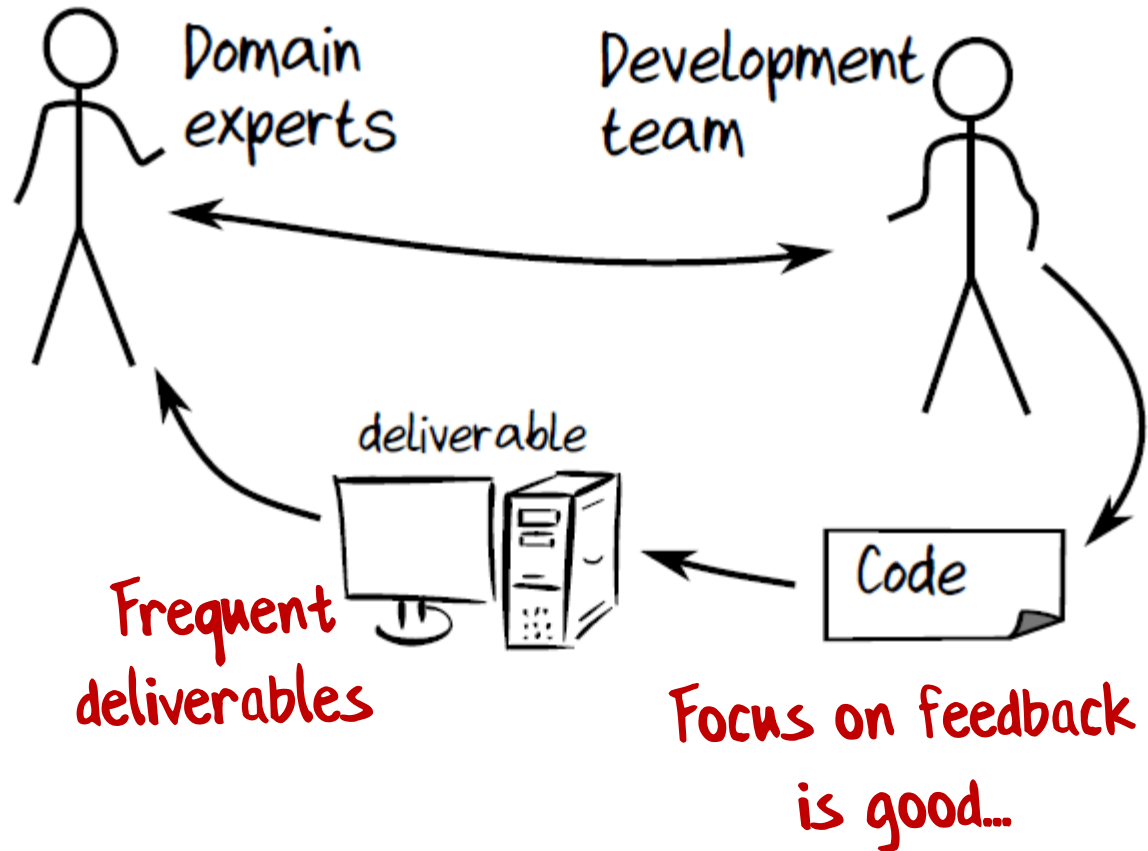 Domain
experts
Development
team
deliverable
Code
Frequent
deliverables
Focus on feedback
is good...